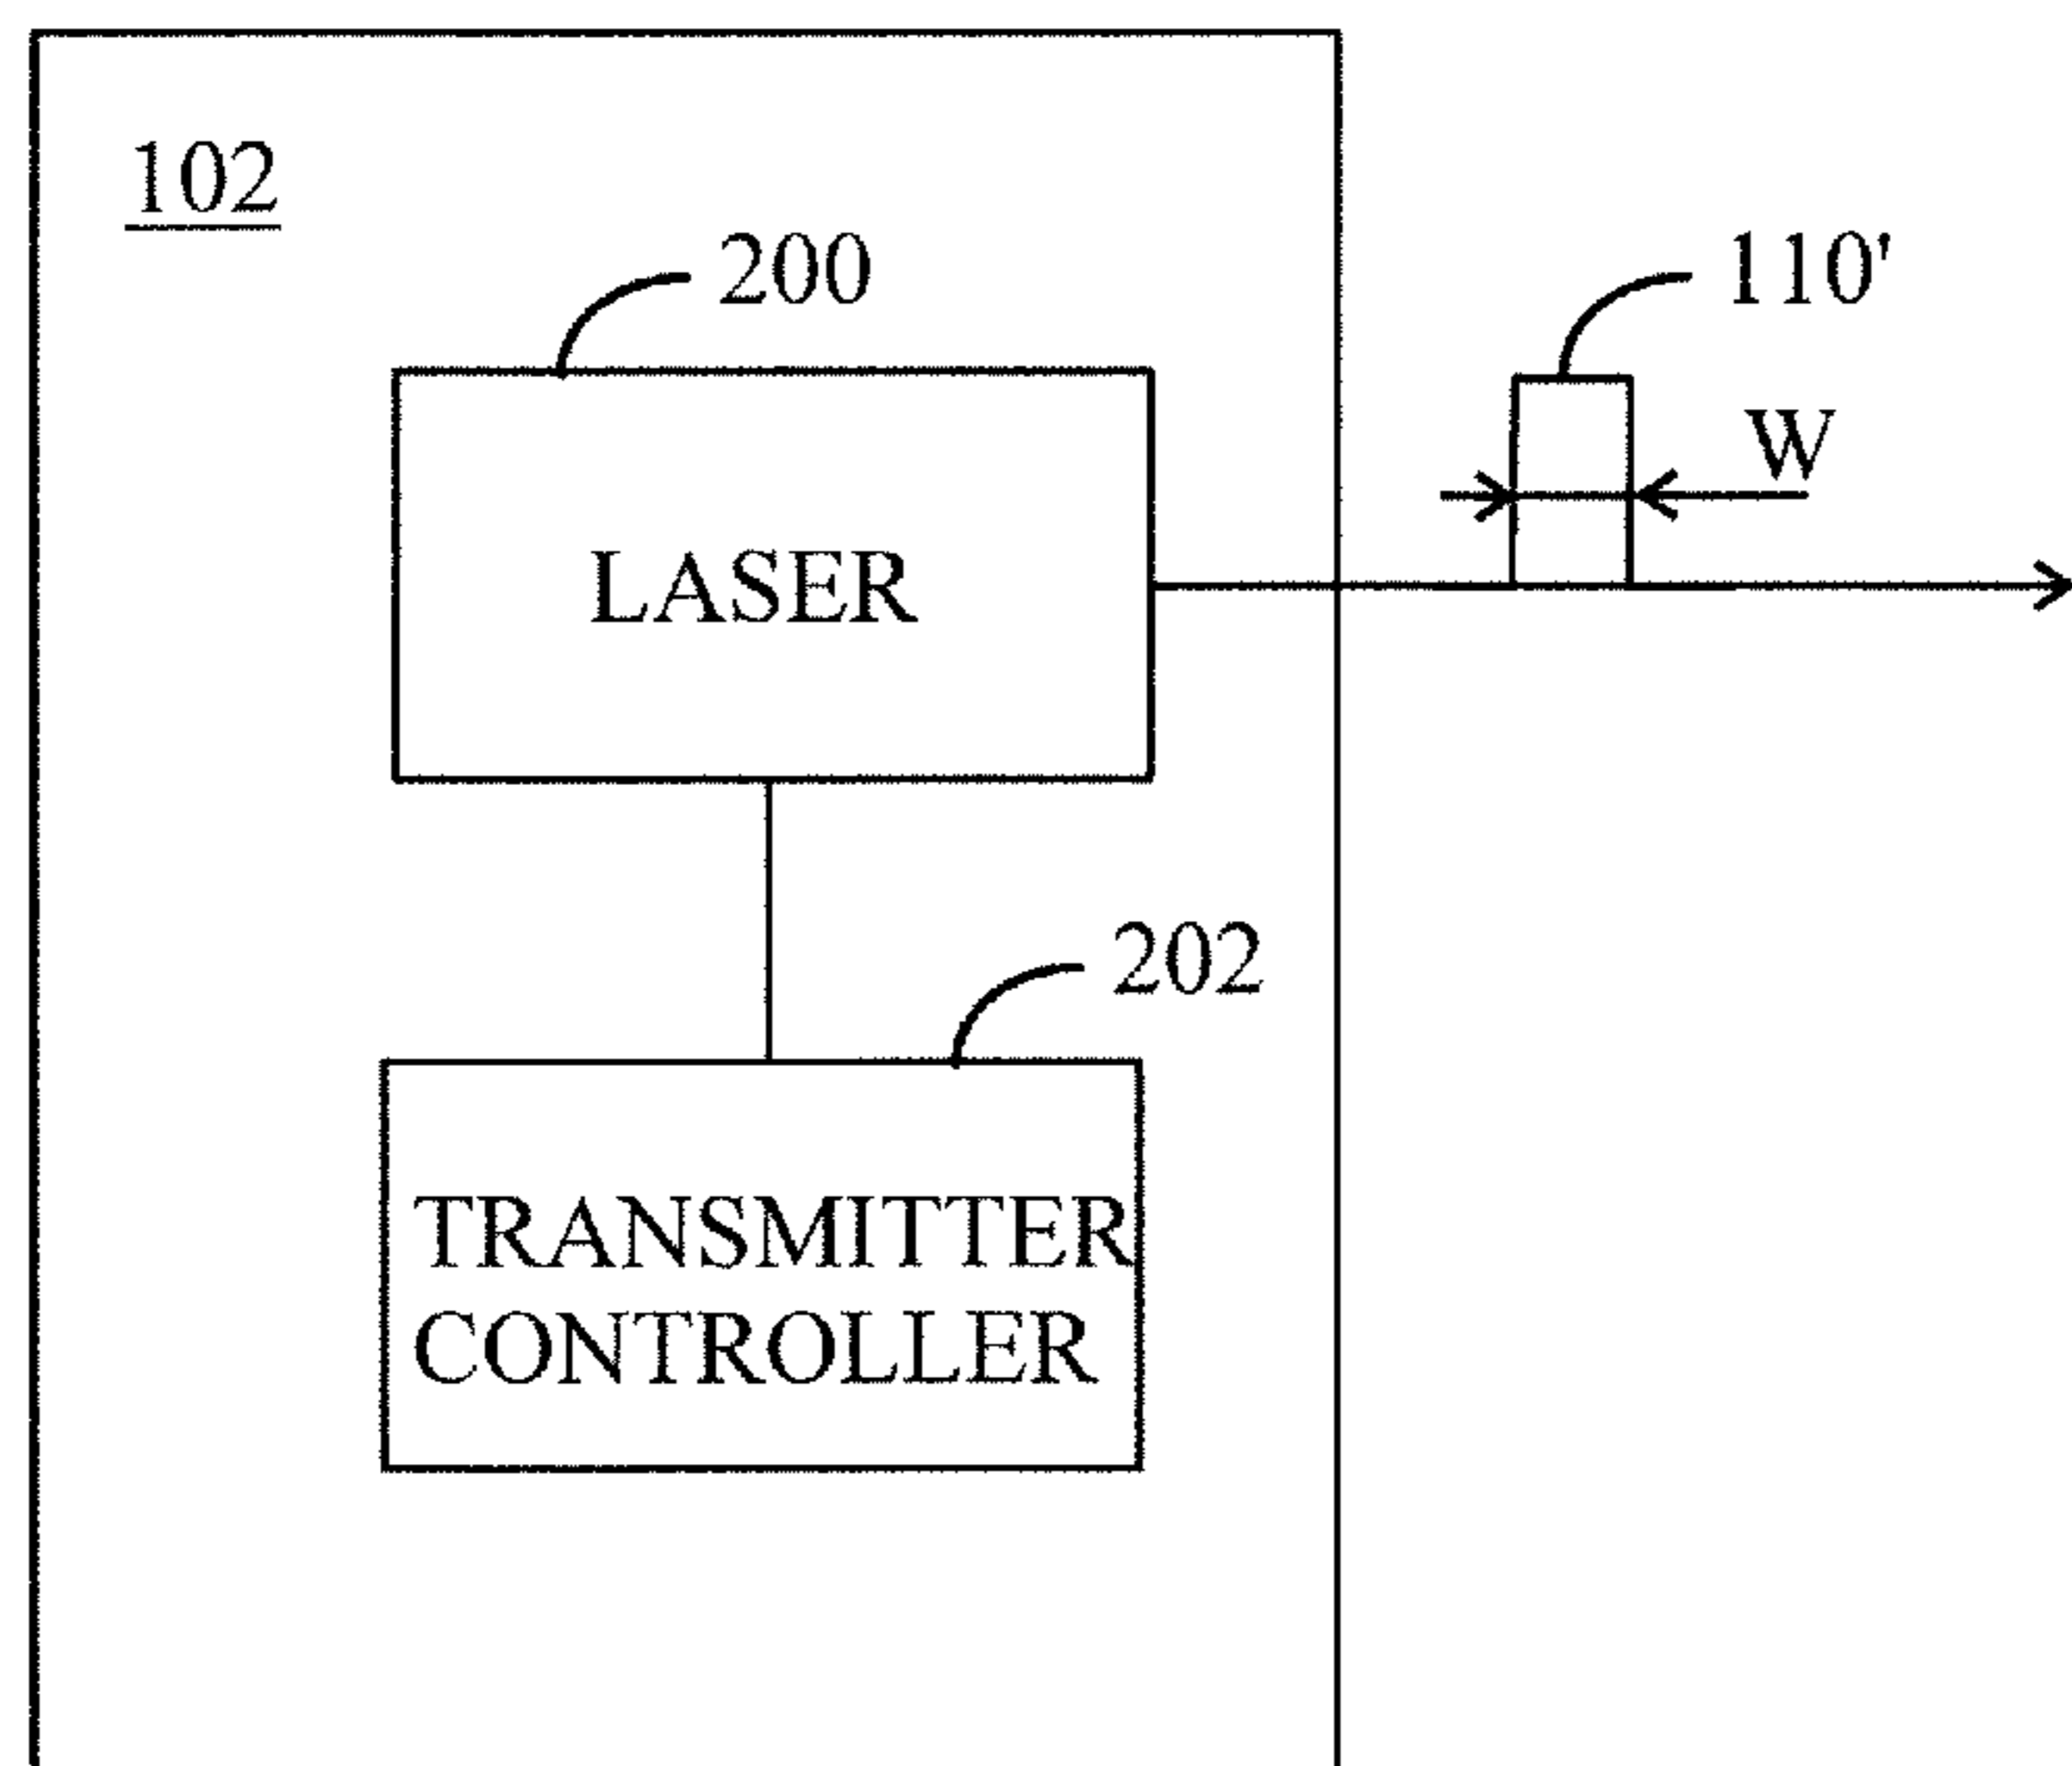 102
200
110'
W
LASER
202
TRANSMITTER
CONTROLLER